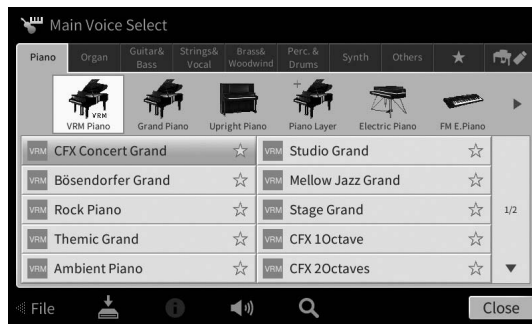 Main Voice Select
Piano
Organ
Guitar&
Bass
Strings&
Vocal
Brass&
Woodwind
Perc. &
Drums
Synth
Others
VRM
VRM Piano
Grand Piano
Upright Piano
Piano Layer
Electric Piano
FM E.Piano
VRM CFX Concert Grand
VRM Studio Grand
VRM Bösendorfer Grand
VRM Mellow Jazz Grand
VRM Rock Piano
VRM Stage Grand
1/2
VRM Themic Grand
VRM CFX 1Octave
VRM Ambient Piano
VRM CFX 2Octaves
File
Close